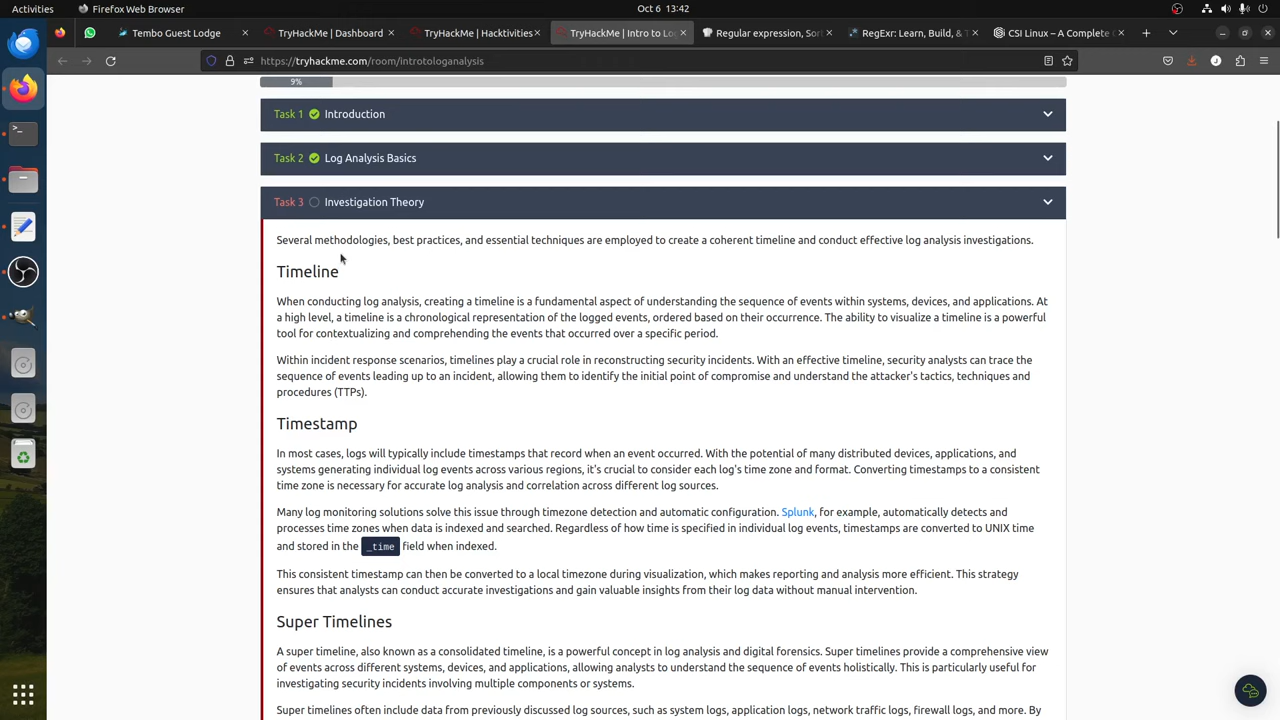 Activities
Firefox Web Browser
Oct 6 13:42
Tembo Guest Lodge
TryHackMe | Dashboard
TryHackMe | Hacktivities
TryHackMe | Intro to Lo
Regular expression, Sor
RegExr: Learn, Build, & T
CSI Linux – A Complete
https://tryhackme.com/room/introtologanalysis
9%
Task 1 Introduction
Task 2 Log Analysis Basics
Task 3 Investigation Theory
Several methodologies, best practices, and essential techniques are employed to create a coherent timeline and conduct effective log analysis investigations.
Timeline
When conducting log analysis, creating a timeline is a fundamental aspect of understanding the sequence of events within systems, devices, and applications. At
a high level, a timeline is a chronological representation of the logged events, ordered based on their occurrence. The ability to visualize a timeline is a powerful
tool for contextualizing and comprehending the events that occurred over a specific period.
Within incident response scenarios, timelines play a crucial role in reconstructing security incidents. With an effective timeline, security analysts can trace the
sequence of events leading up to an incident, allowing them to identify the initial point of compromise and understand the attacker's tactics, techniques and
procedures (TTPs).
Timestamp
In most cases, logs will typically include timestamps that record when an event occurred. With the potential of many distributed devices, applications, and
systems generating individual log events across various regions, it's crucial to consider each log's time zone and format. Converting timestamps to a consistent
time zone is necessary for accurate log analysis and correlation across different log sources.
Many log monitoring solutions solve this issue through timezone detection and automatic configuration. Splunk, for example, automatically detects and
processes time zones when data is indexed and searched. Regardless of how time is specified in individual log events, timestamps are converted to UNIX time
and stored in the _time field when indexed.
This consistent timestamp can then be converted to a local timezone during visualization, which makes reporting and analysis more efficient. This strategy
ensures that analysts can conduct accurate investigations and gain valuable insights from their log data without manual intervention.
Super Timelines
A super timeline, also known as a consolidated timeline, is a powerful concept in log analysis and digital forensics. Super timelines provide a comprehensive view
of events across different systems, devices, and applications, allowing analysts to understand the sequence of events holistically. This is particularly useful for
investigating security incidents involving multiple components or systems.
Super timelines often include data from previously discussed log sources, such as system logs, application logs, network traffic logs, firewall logs, and more. By